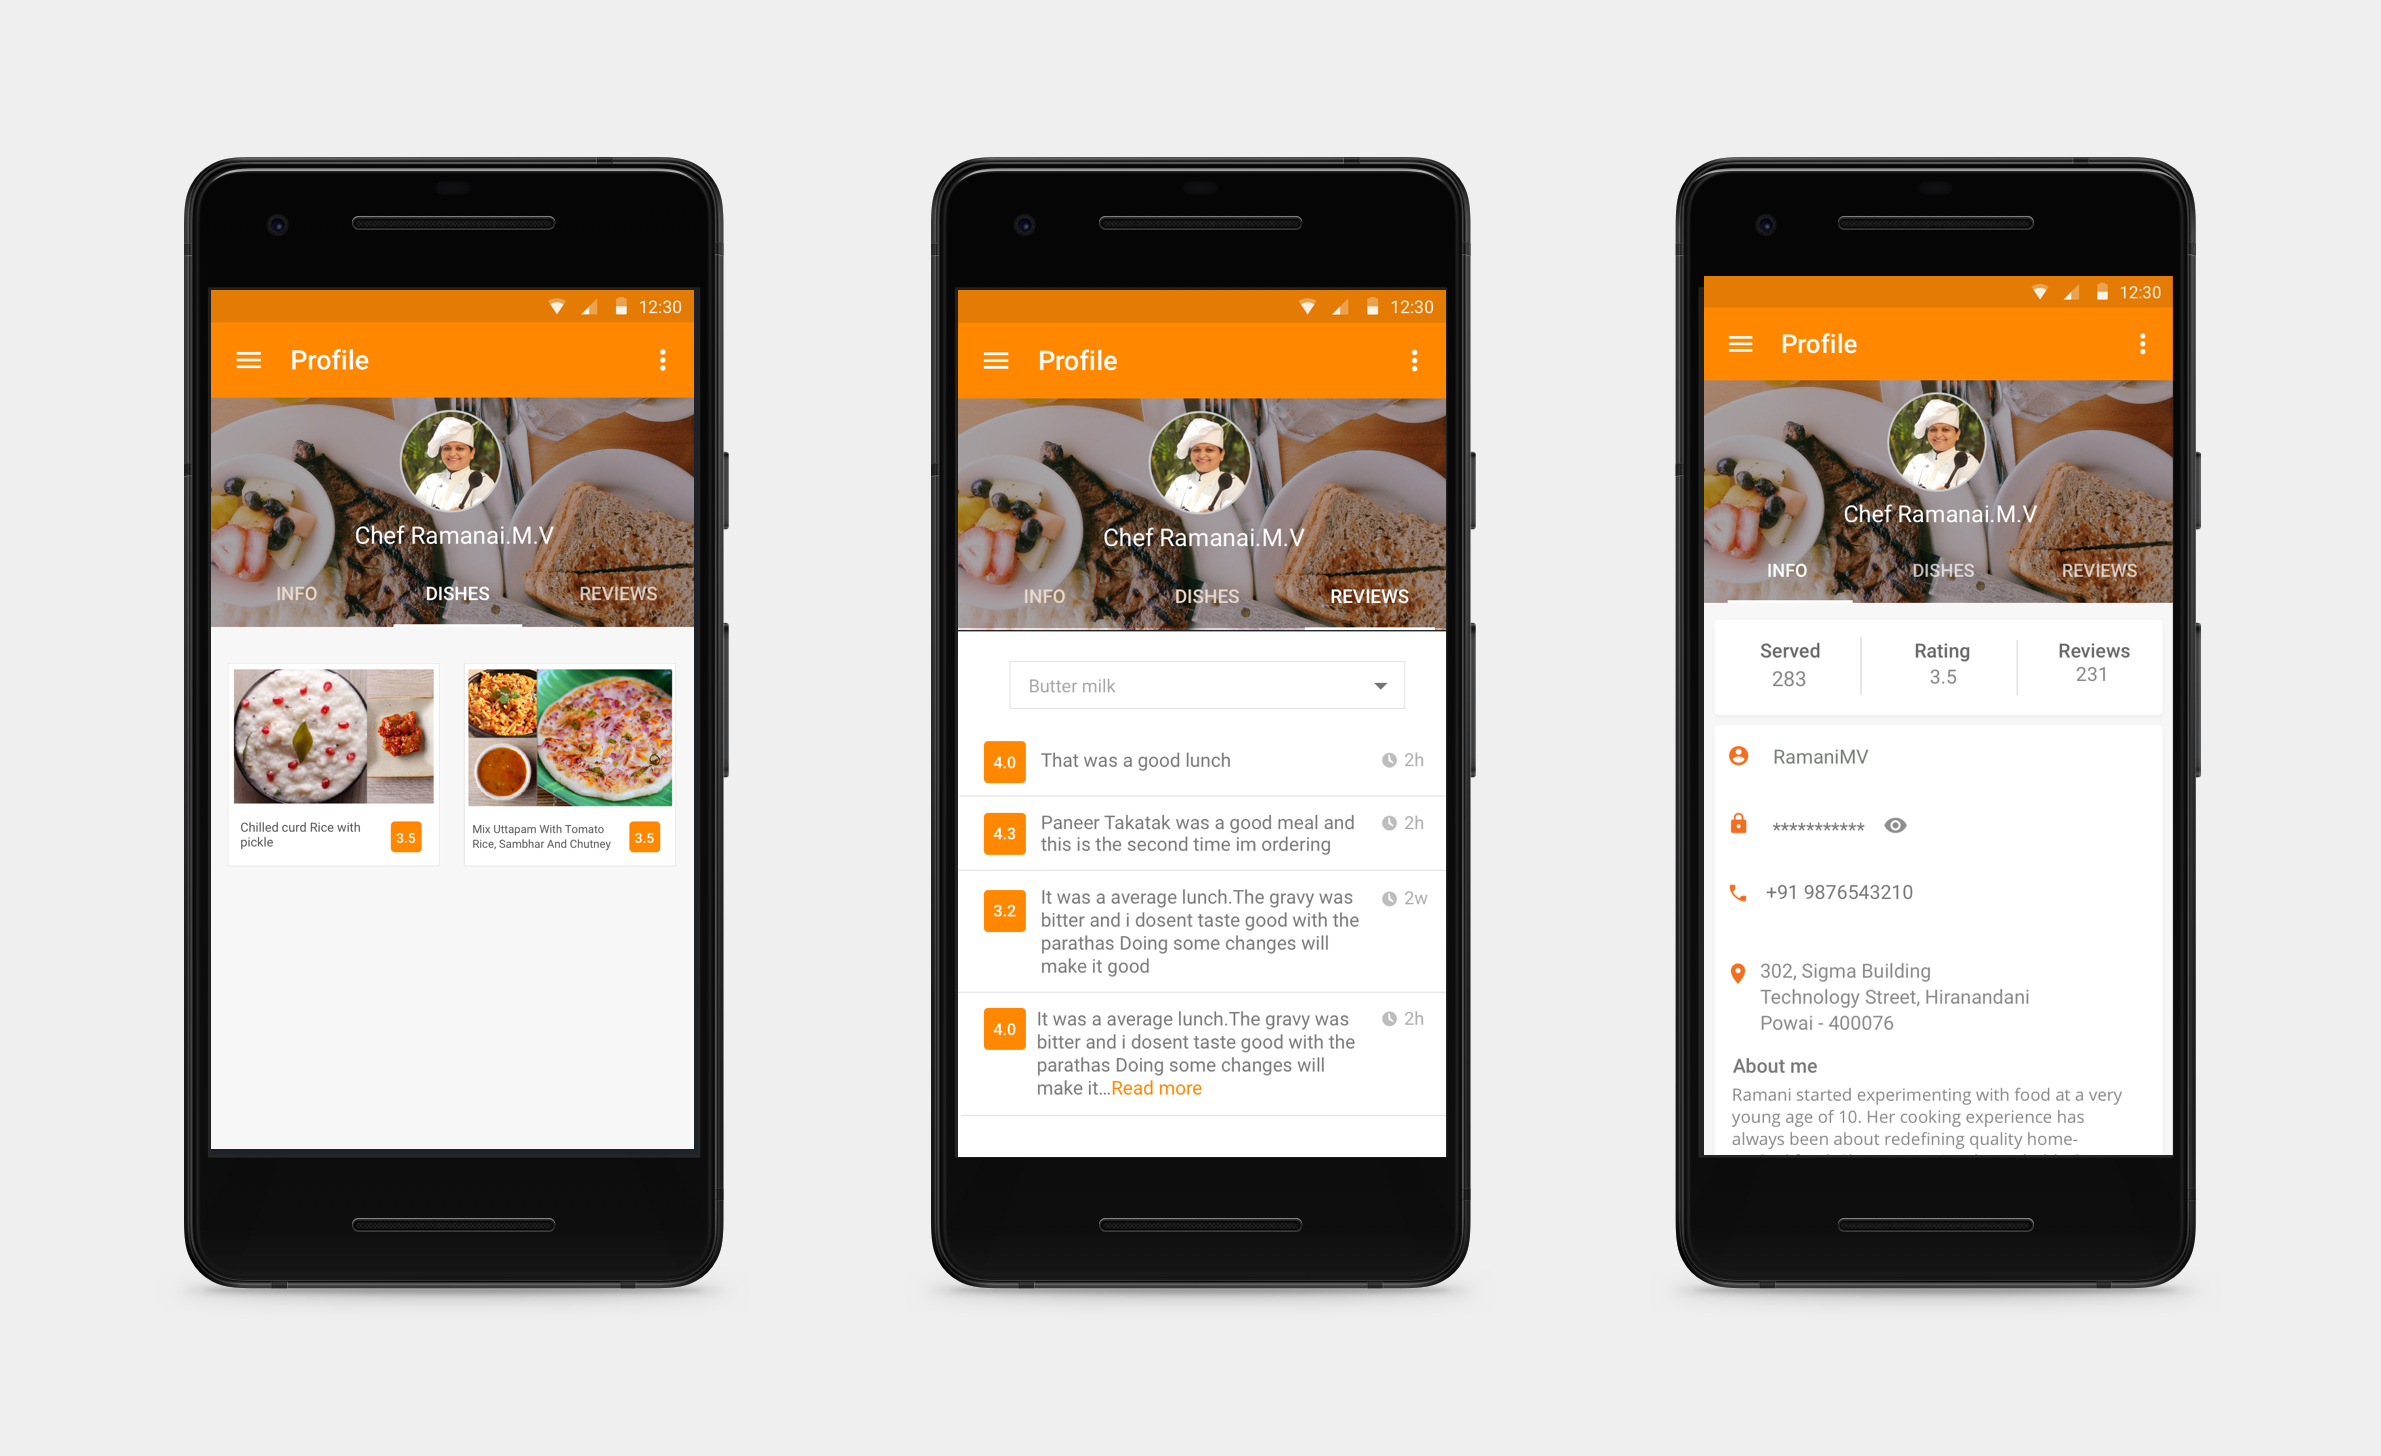 12:30
Profile
Chef Ramanai.M.V
INFO DISHES REVIEWS
Chilled curd Rice with
pickle
3.5
Mix Uttapam With Tomato
Rice, Sambhar And Chutney
3.5
12:30
Profile
Chef Ramanai.M.V
INFO DISHES REVIEWS
Butter milk
4.0 That was a good lunch 2h
4.3 Paneer Takatak was a good meal and 2h
this is the second time im ordering
3.2 It was a average lunch.The gravy was 2w
bitter and i dosent taste good with the
parathas Doing some changes will
make it good
4.0 It was a average lunch.The gravy was 2h
bitter and i dosent taste good with the
parathas Doing some changes will
make it...Read more
12:30
Profile
Chef Ramanai.M.V
INFO DISHES REVIEWS
Served Rating Reviews
283 3.5 231
RamaniMV
***********
+91 9876543210
302, Sigma Building
Technology Street, Hiranandani
Powai - 400076
About me
Ramani started experimenting with food at a very
young age of 10. Her cooking experience has
always been about redefining quality home-